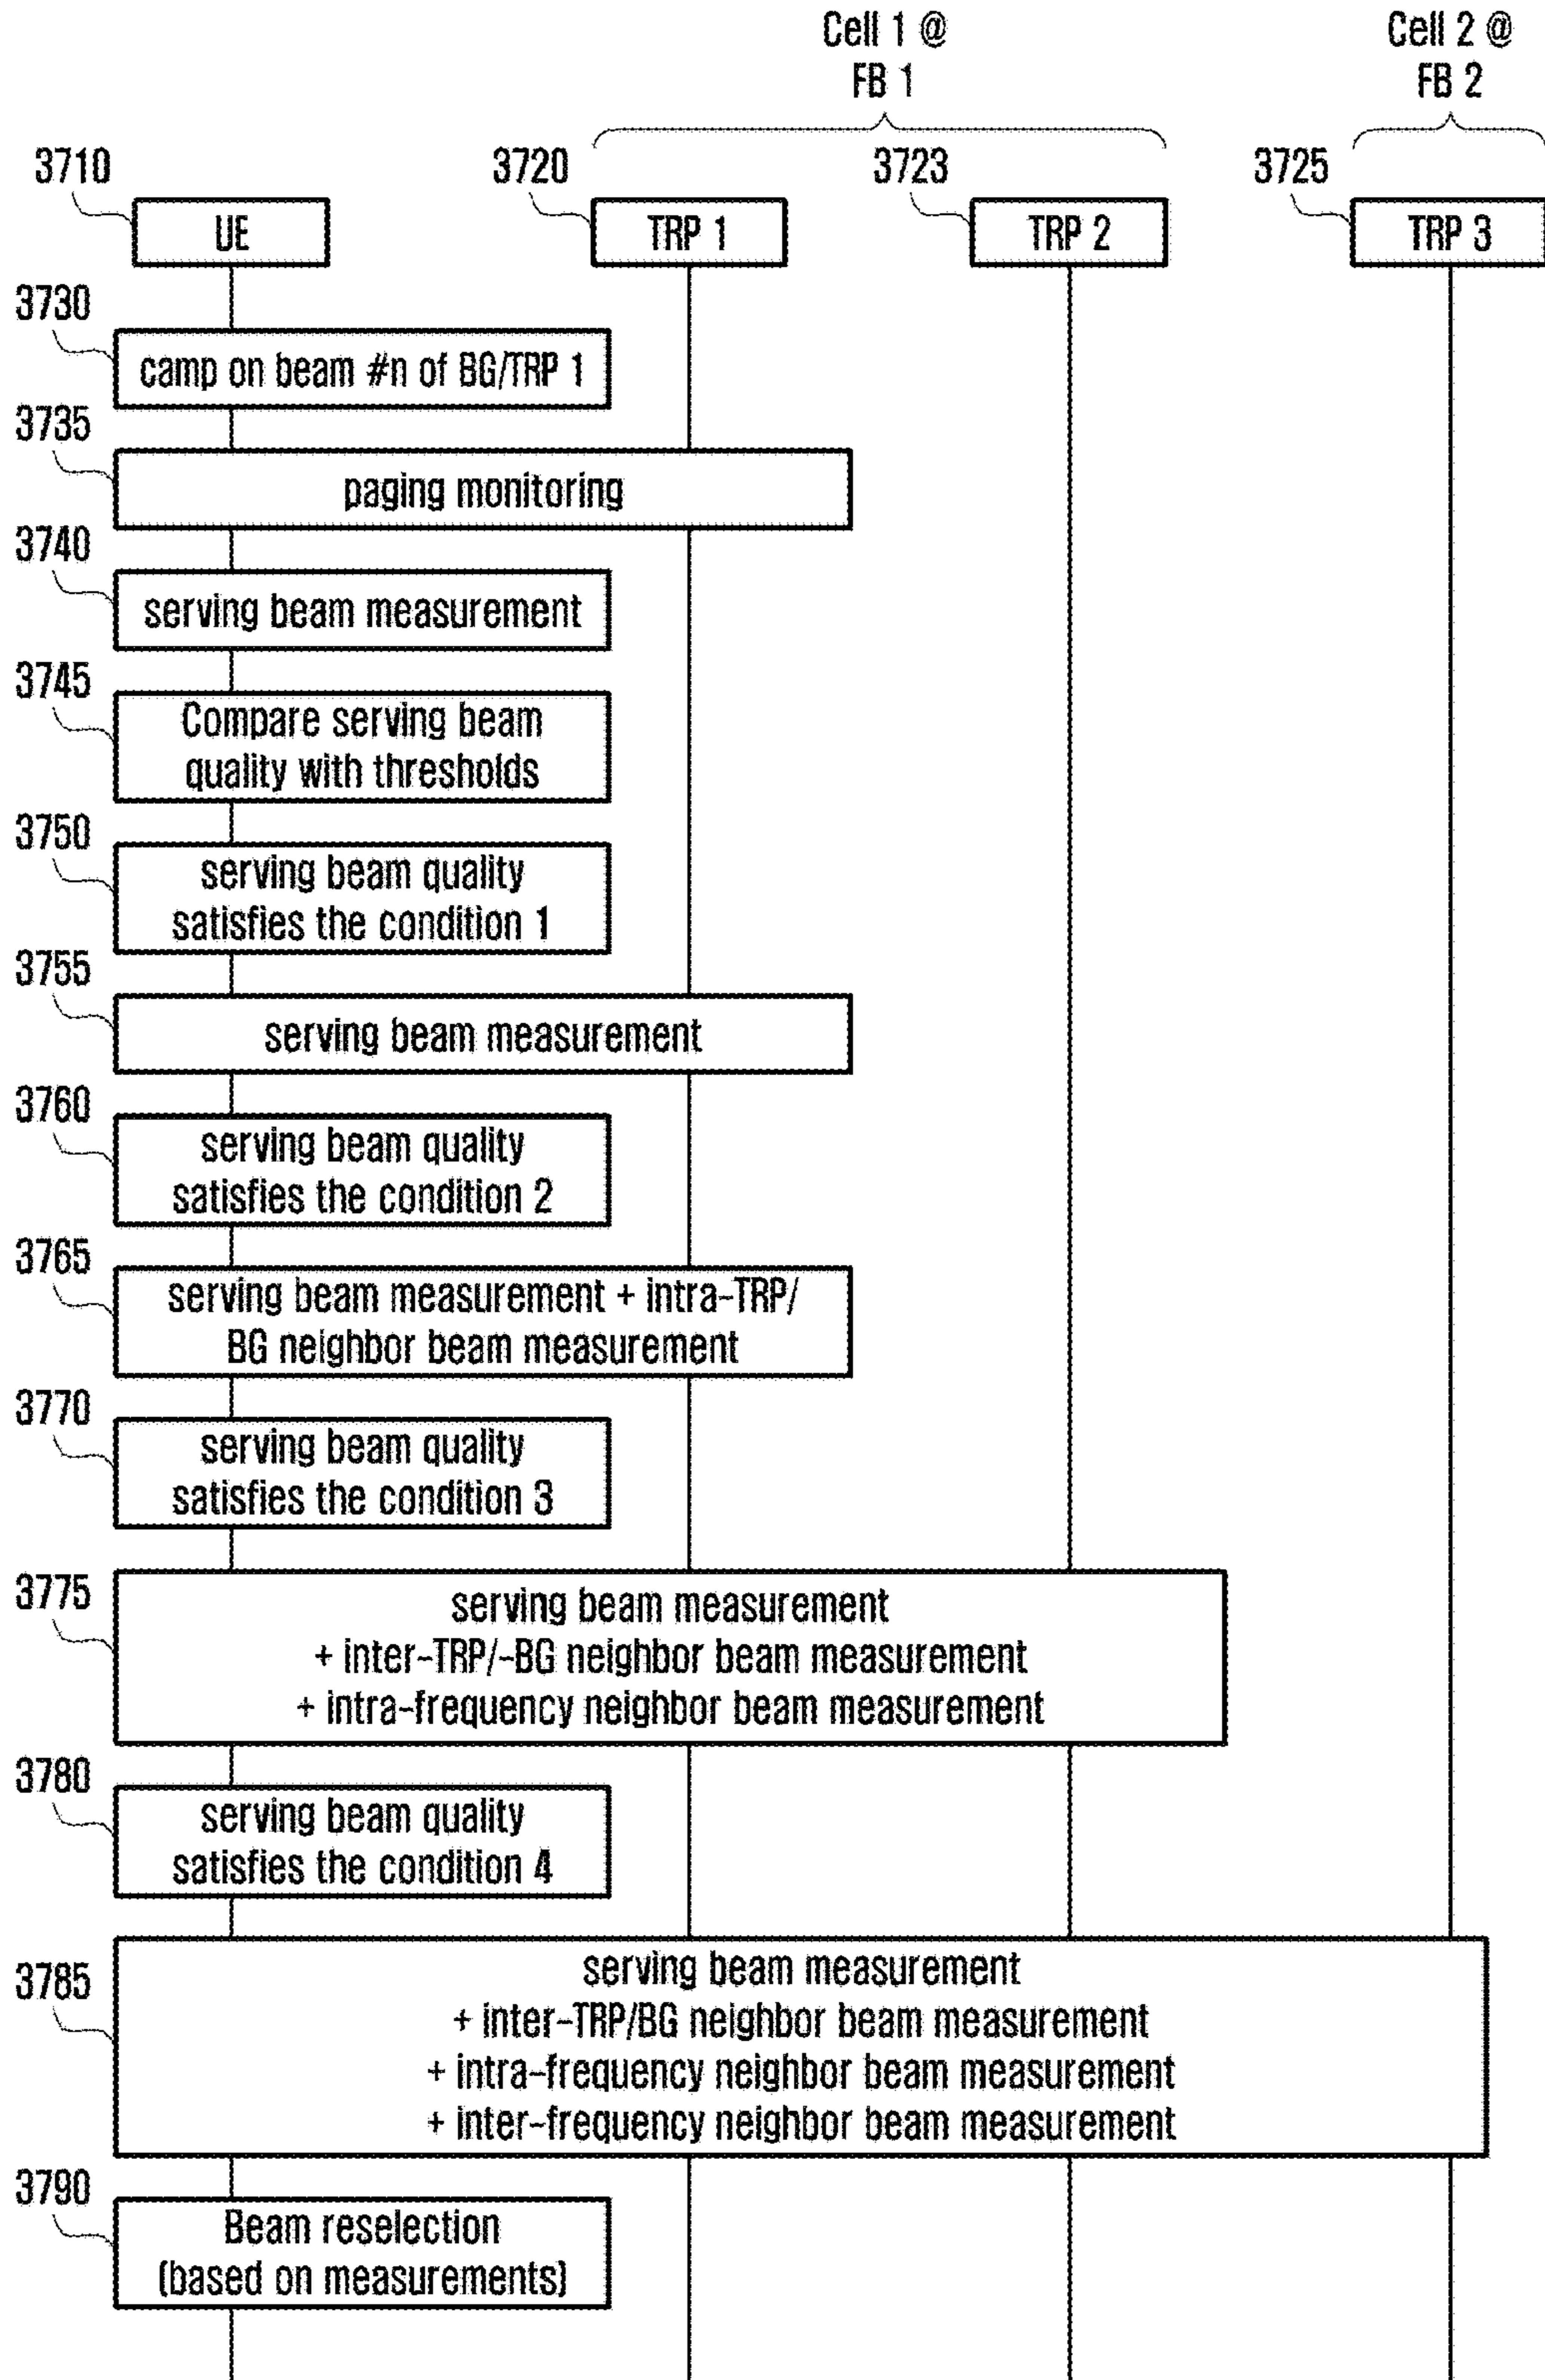 Cell 1 @
FB 1
Cell 2 @
FB 2
3710
3720
3723
3725
UE
TRP 1
TRP 2
TRP 3
3730
camp on beam #n of BG/TRP 1
3735
paging monitoring
3740
serving beam measurement
3745
Compare serving beam
quality with thresholds
3750
serving beam quality
satisfies the condition 1
3755
serving beam measurement
3760
serving beam quality
satisfies the condition 2
3765
serving beam measurement + intra-TRP/
BG neighbor beam measurement
3770
serving beam quality
satisfies the condition 3
3775
serving beam measurement
+ inter-TRP/-BG neighbor beam measurement
+ intra-frequency neighbor beam measurement
3780
serving beam quality
satisfies the condition 4
3785
serving beam measurement
+ inter-TRP/BG neighbor beam measurement
+ intra-frequency neighbor beam measurement
+ inter-frequency neighbor beam measurement
3790
Beam reselection
(based on measurements)